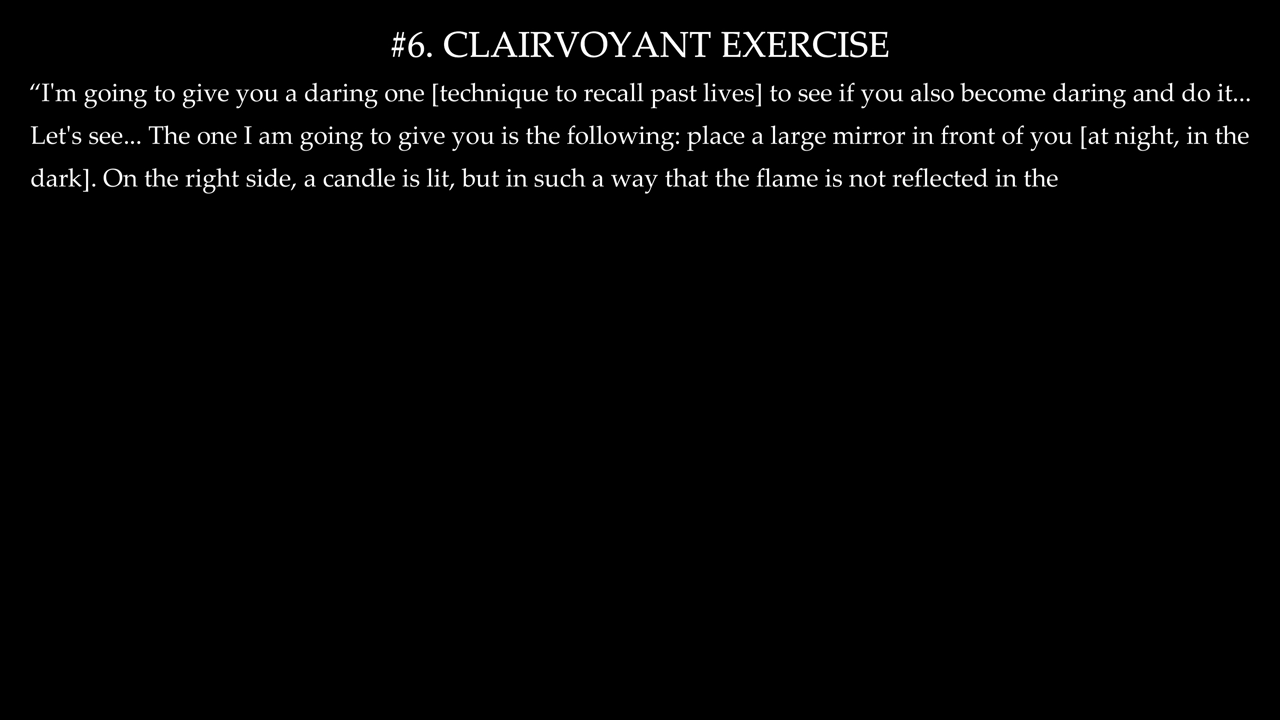 #6. CLAIRVOYANT EXERCISE
“I'm going to give you a daring one [technique to recall past lives] to see if you also become daring and do it...
Let's see... The one I am going to give you is the following: place a large mirror in front of you [at night, in the
dark]. On the right side, a candle is lit, but in such a way that the flame is not reflected in the